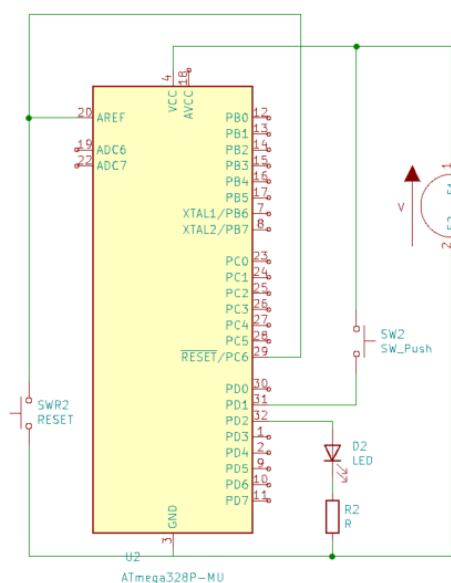 4
VCC
18
AVCC
20
AREF
PB0
12
PB1
13
19
ADC6
PB2
14
22
ADC7
PB3
15
PB4
16
PB5
17
XTAL1/PB6
7
XTAL2/PB7
8
1
V
2
PC0
23
PC1
24
PC2
25
PC3
26
PC4
27
PC5
28
RESET/PC6
29
SW2
SW_Push
PD0
30
PD1
31
PD2
32
PD3
1
PD4
2
PD5
9
PD6
10
PD7
11
SWR2
RESET
D2
LED
R2
R
GND
3
U2
ATmega328P-MU